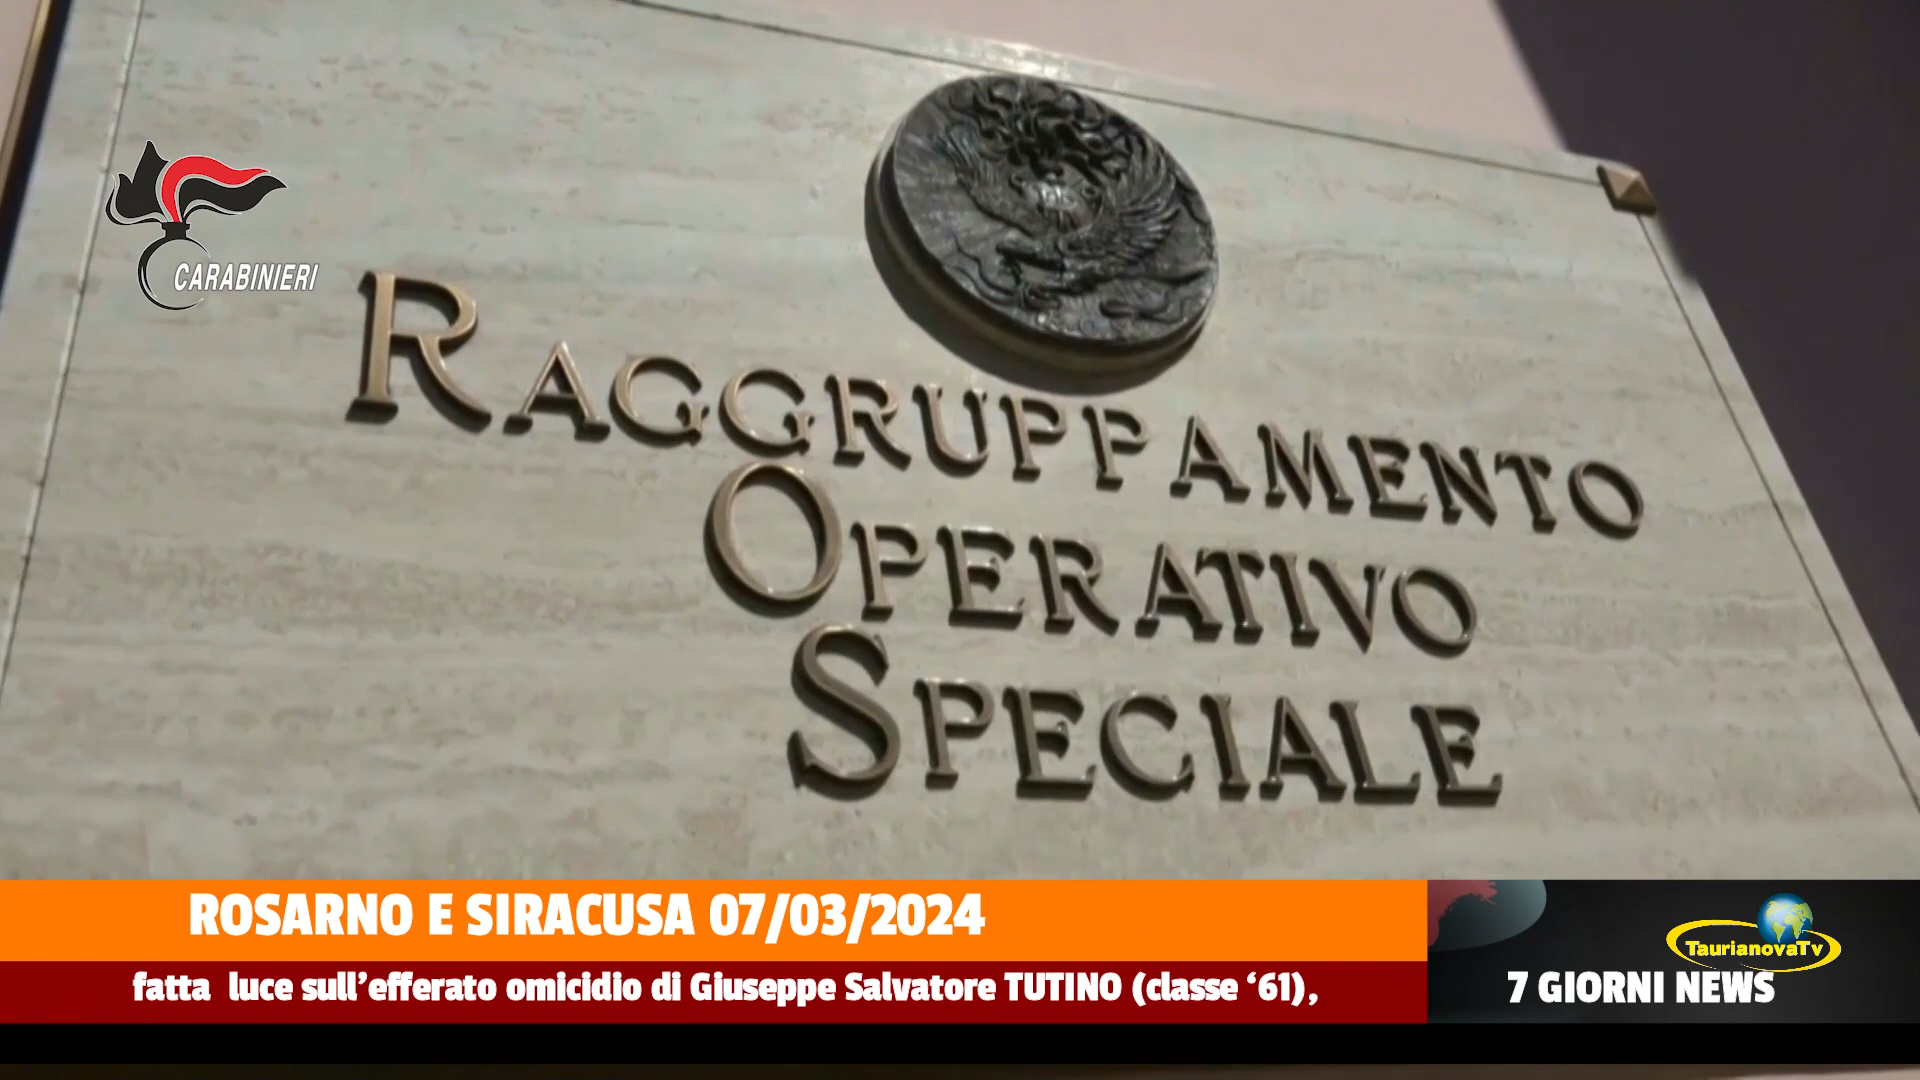 CARABINIERI
RAGGRUPPAMENTO
OPERATIVO
SPECIALE
ROSARNO E SIRACUSA 07/03/2024
fatta luce sull’efferato omicidio di Giuseppe Salvatore TUTINO (classe ‘61),
TaurianovaTv
7 GIORNI NEWS